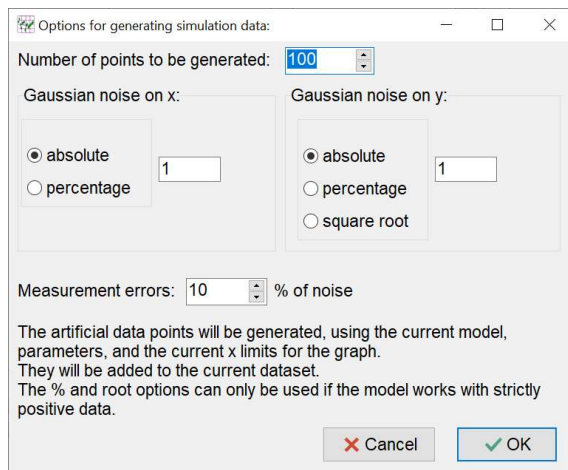 Options for generating simulation data:
Number of points to be generated: 100
Gaussian noise on x: Gaussian noise on y:
absolute 1 absolute 1
percentage percentage
square root
Measurement errors: 10 % of noise
The artificial data points will be generated, using the current model,
parameters, and the current x limits for the graph.
They will be added to the current dataset.
The % and root options can only be used if the model works with strictly
positive data.
Cancel OK